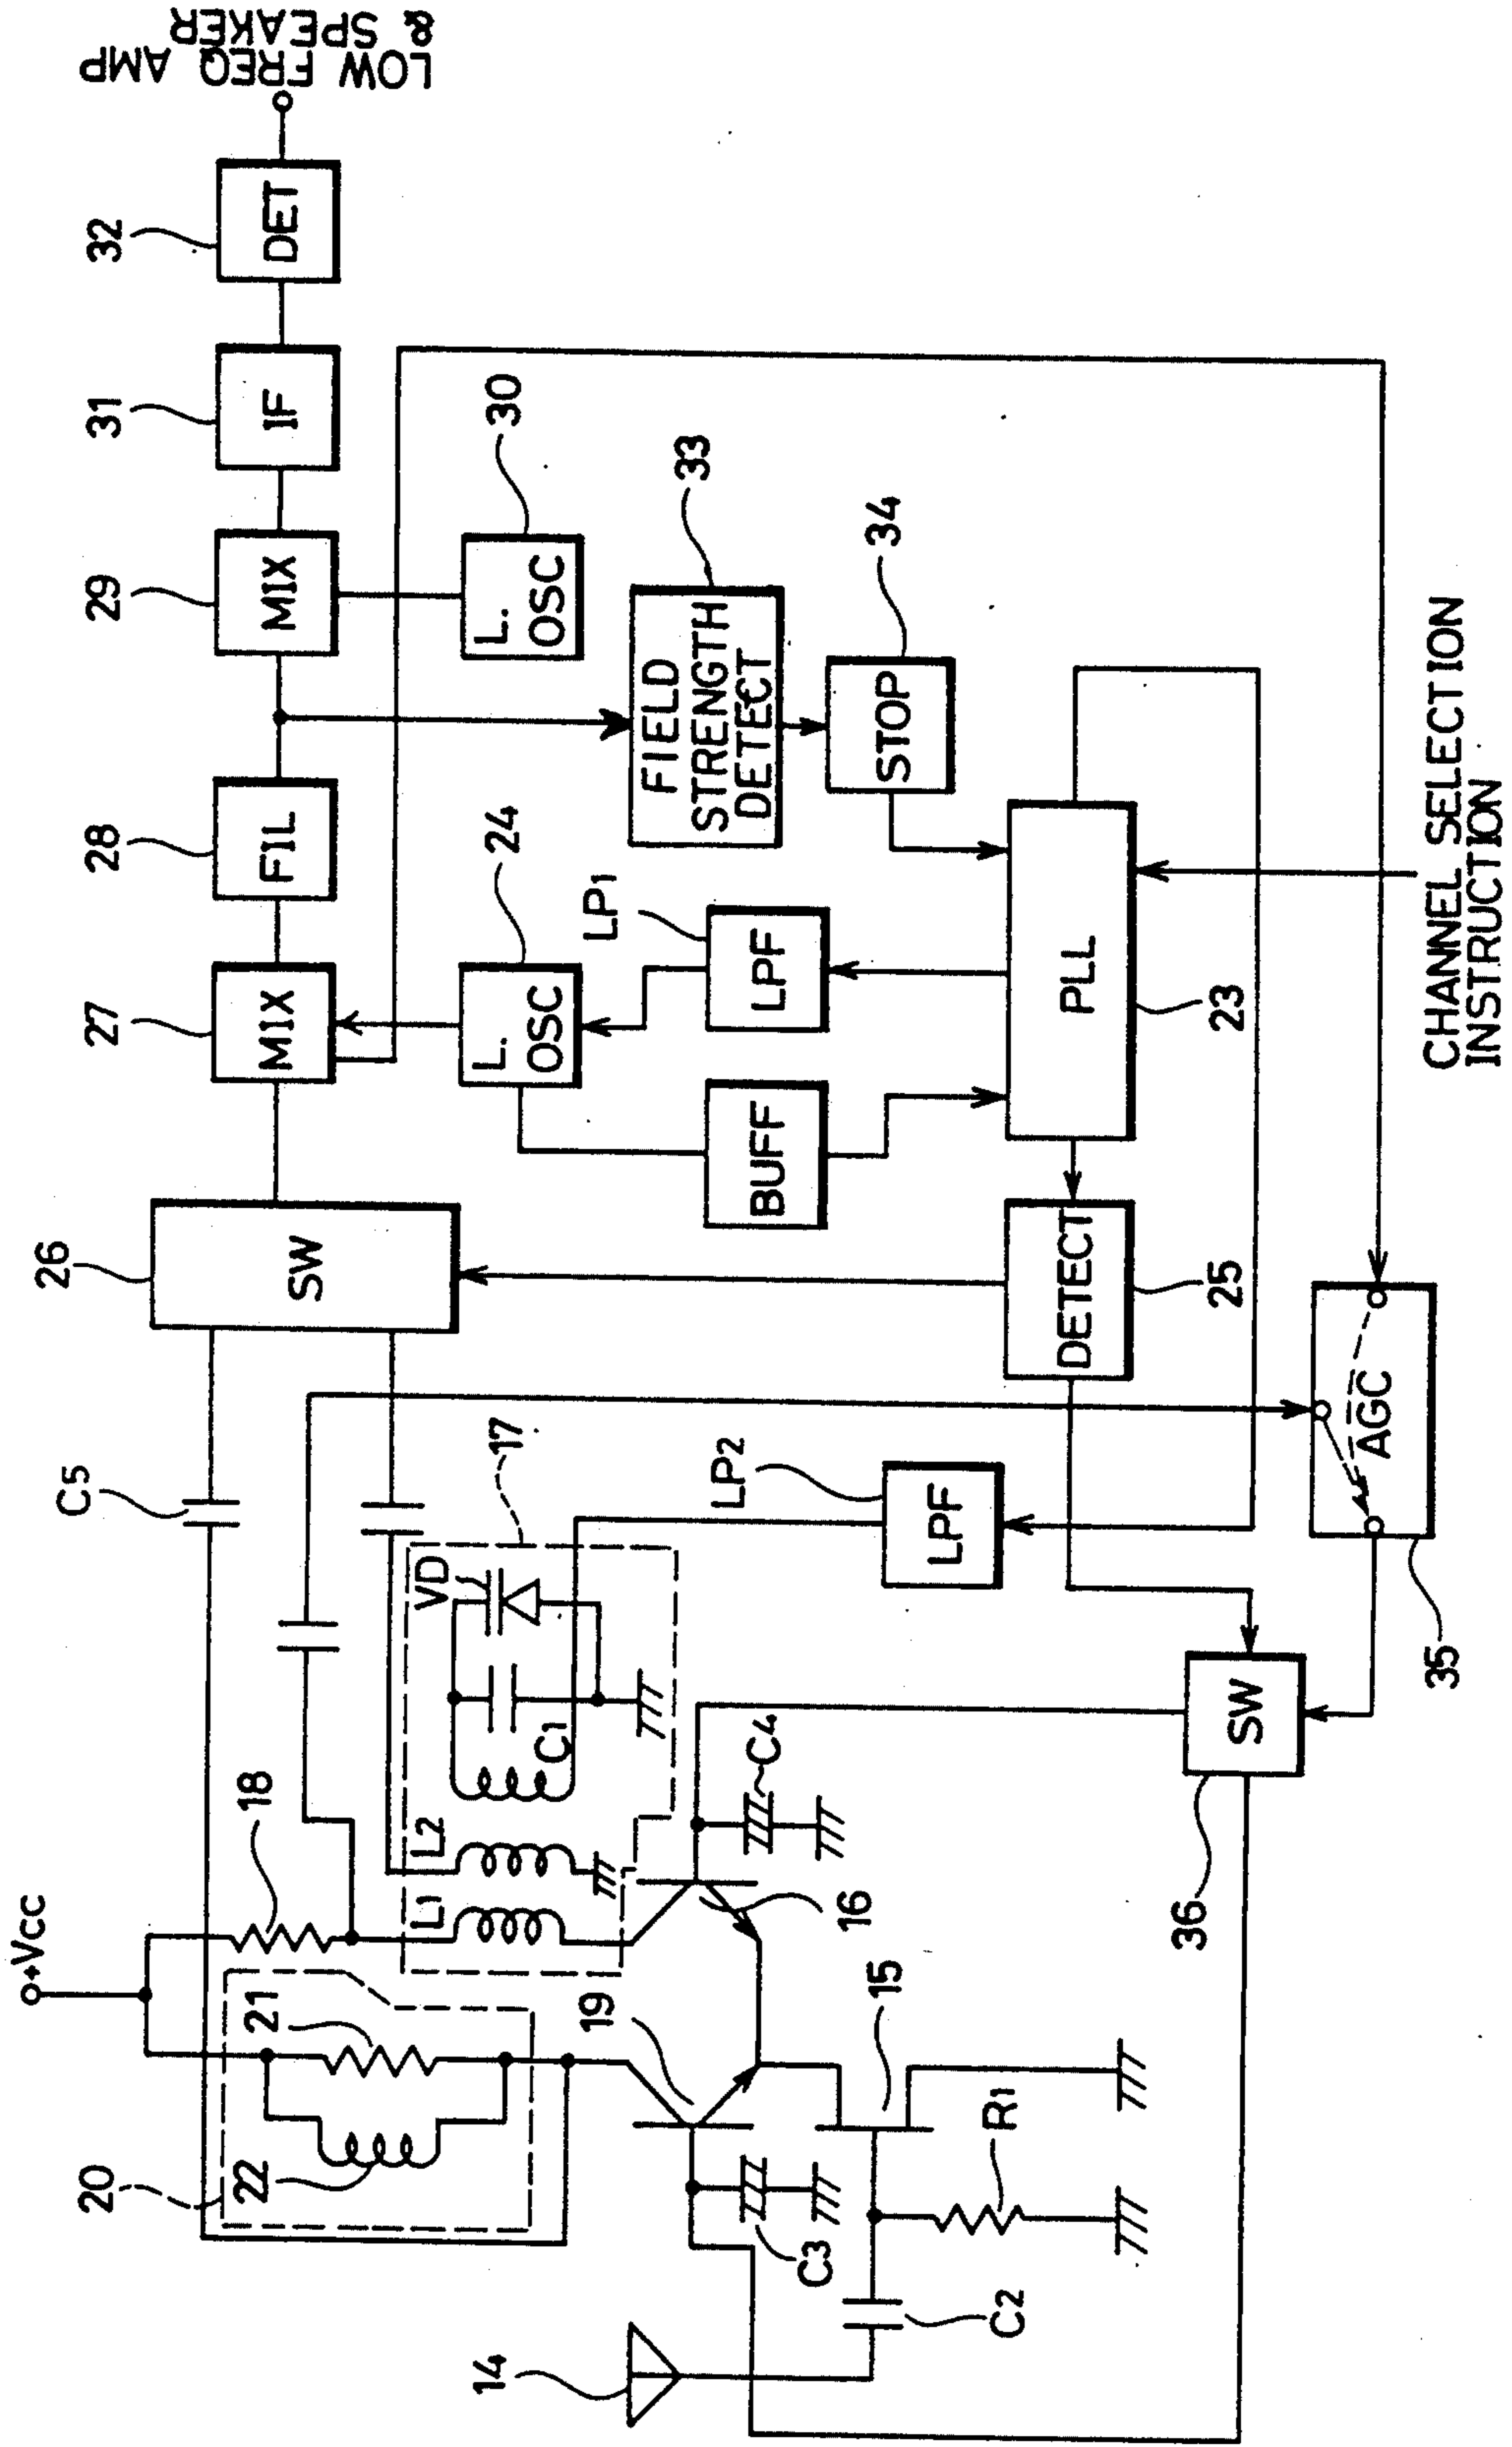 LOW FREQ AMP
& SPEAKER
32
DET
31
IF
29
MIX
30
L.
OSC
33
FIELD
STRENGTH
DETECT
34
STOP
28
FIL
24
L.
OSC
27
MIX
LP1
LPF
BUFF
PLL
23
CHANNEL SELECTION
INSTRUCTION
26
SW
DETECT
25
AGC
35
C5
17
VD
LP2
LPF
C1
L2
L1
C4
SW
36
18
+Vcc
16
15
19
21
20
22
R1
C3
C2
14